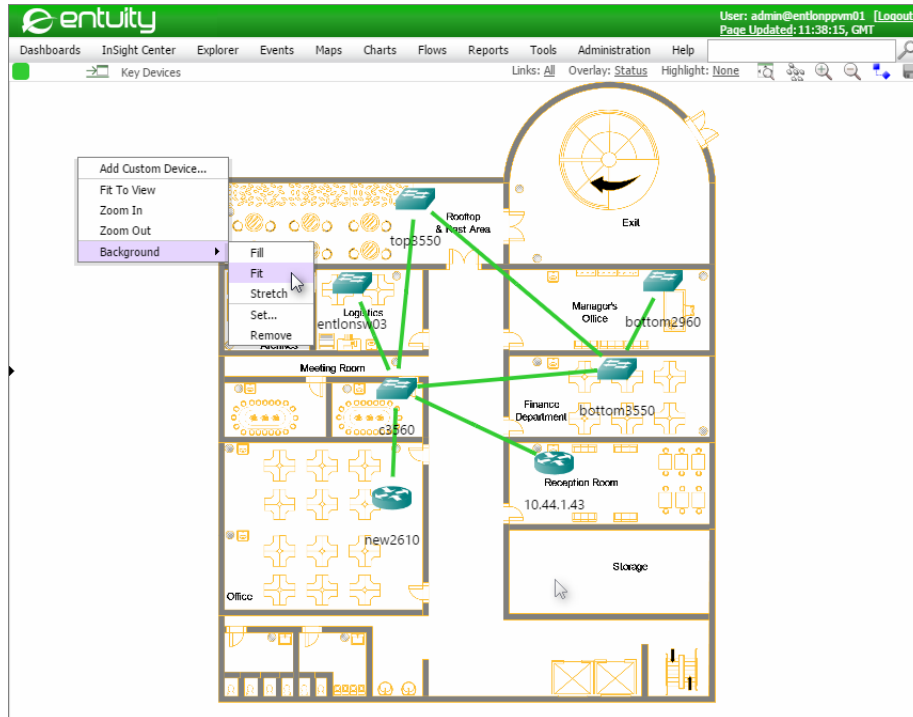 entuity
User: admin@entlonppvm01 [Logout
Page Updated: 11:38:15, GMT
Dashboards InSight Center Explorer Events Maps Charts Flows Reports Tools Administration Help
Key Devices
Links: All Overlay: Status Highlight: None
Add Custom Device...
Fit To View
Zoom In
Zoom Out
Background
Fill
Fit
Stretch
Set...
Remove
Rooftop
& Rest Area
Exit
top3550
Logistics
entlonsw03
Manager's
Office
bottom2960
Archives
Meeting Room
c3560
Finance
Department
bottom3550
Reception Room
10.44.1.43
new2610
Storage
Office